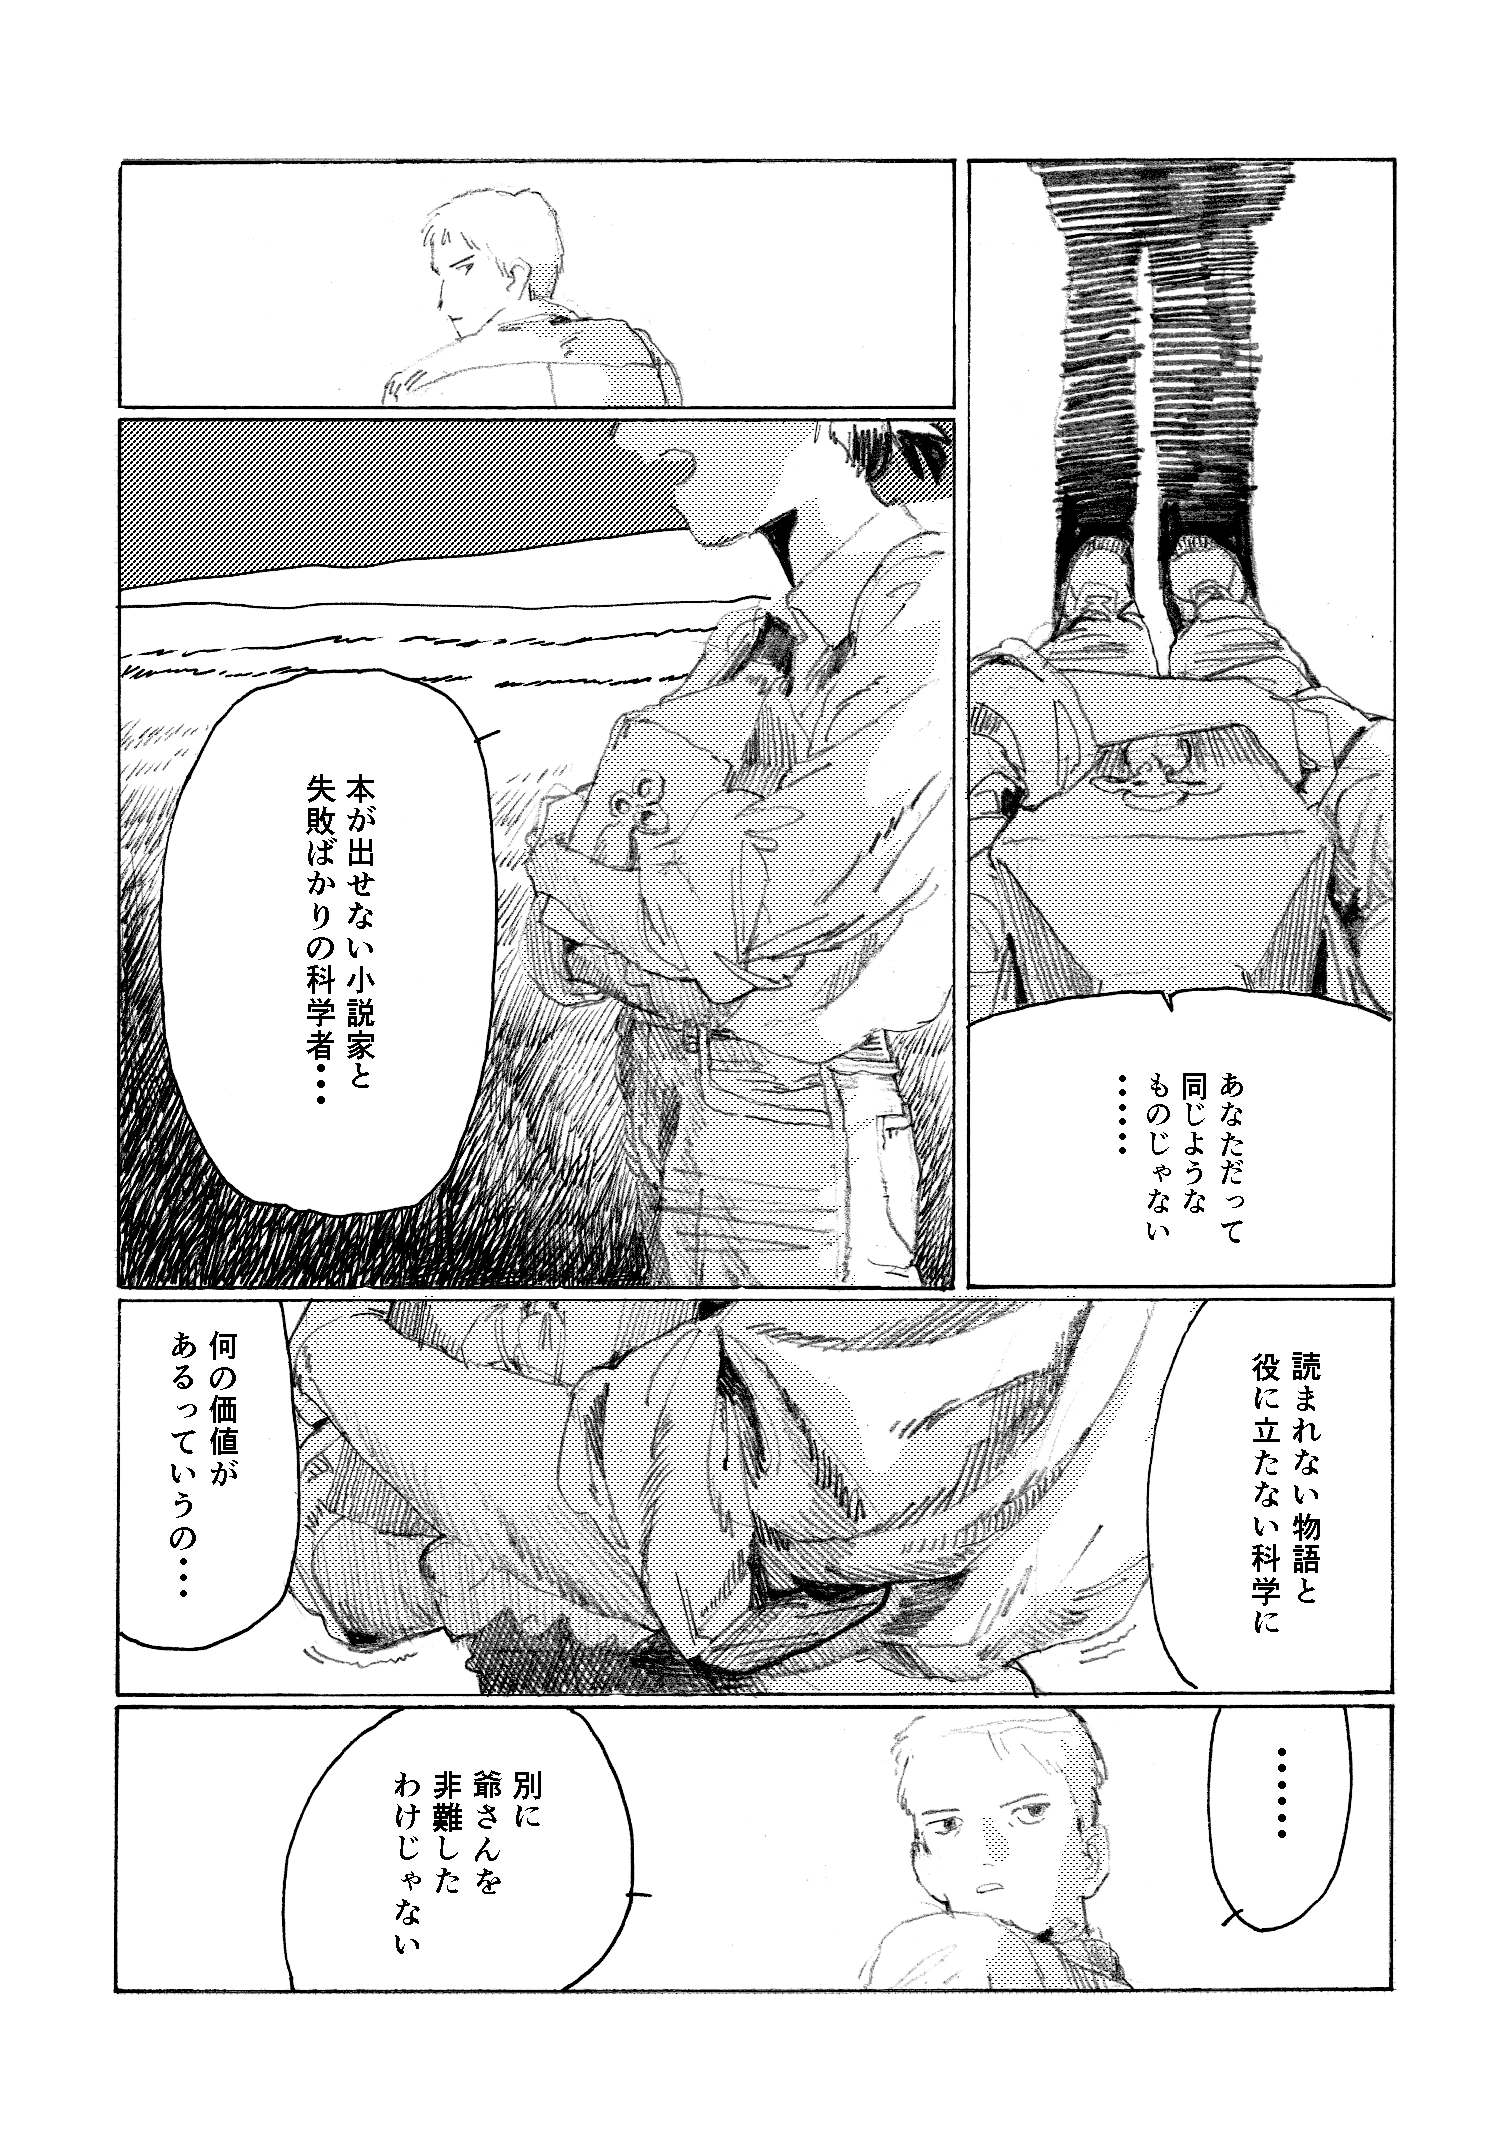 あなただって
同じような
ものじゃない
・・・・・
本が出せない小説家と
失敗ばかりの科学者・・・
読まれない物語と
役に立たない科学に
何の価値が
あるっていうの・・・
・・・・・・
別に
爺さんを
非難した
わけじゃない